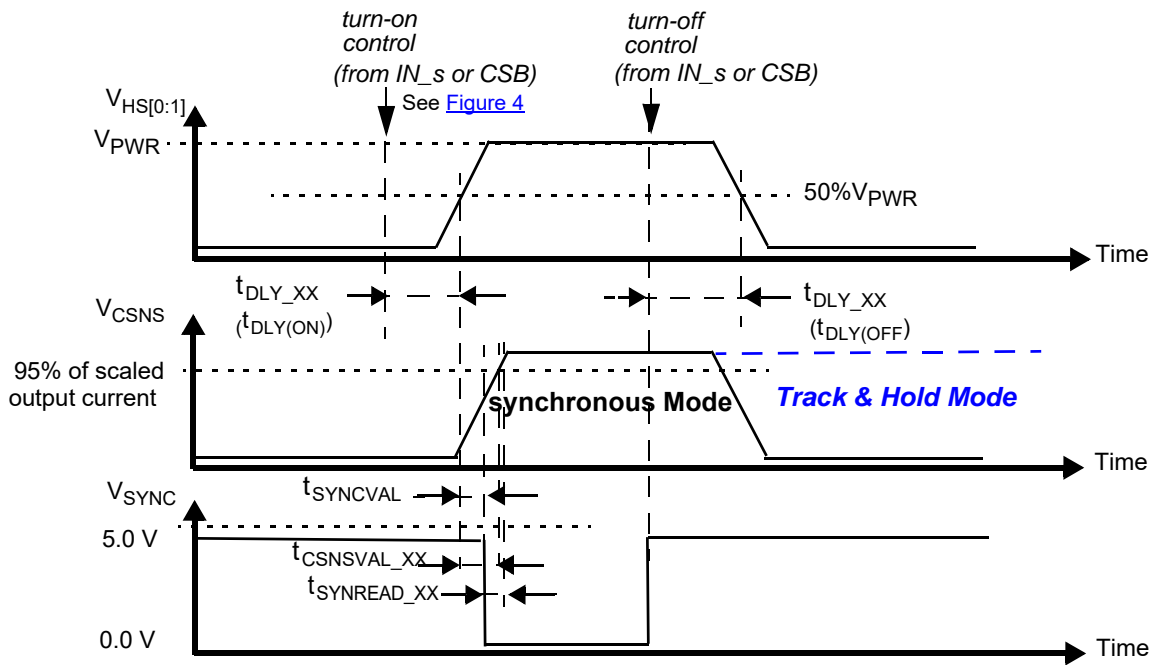 turn-on
control
(from IN_s or CSB)
See Figure 4
turn-off
control
(from IN_s or CSB)
VHS[0:1]
VPWR
50%VPWR
Time
tDLY_XX
(tDLY(ON))
tDLY_XX
(tDLY(OFF)
VCSNS
95% of scaled
output current
synchronous Mode
Track & Hold Mode
Time
tSYNCVAL
VSYNC
5.0 V
tCSNSVAL_XX
tSYNREAD_XX
0.0 V
Time